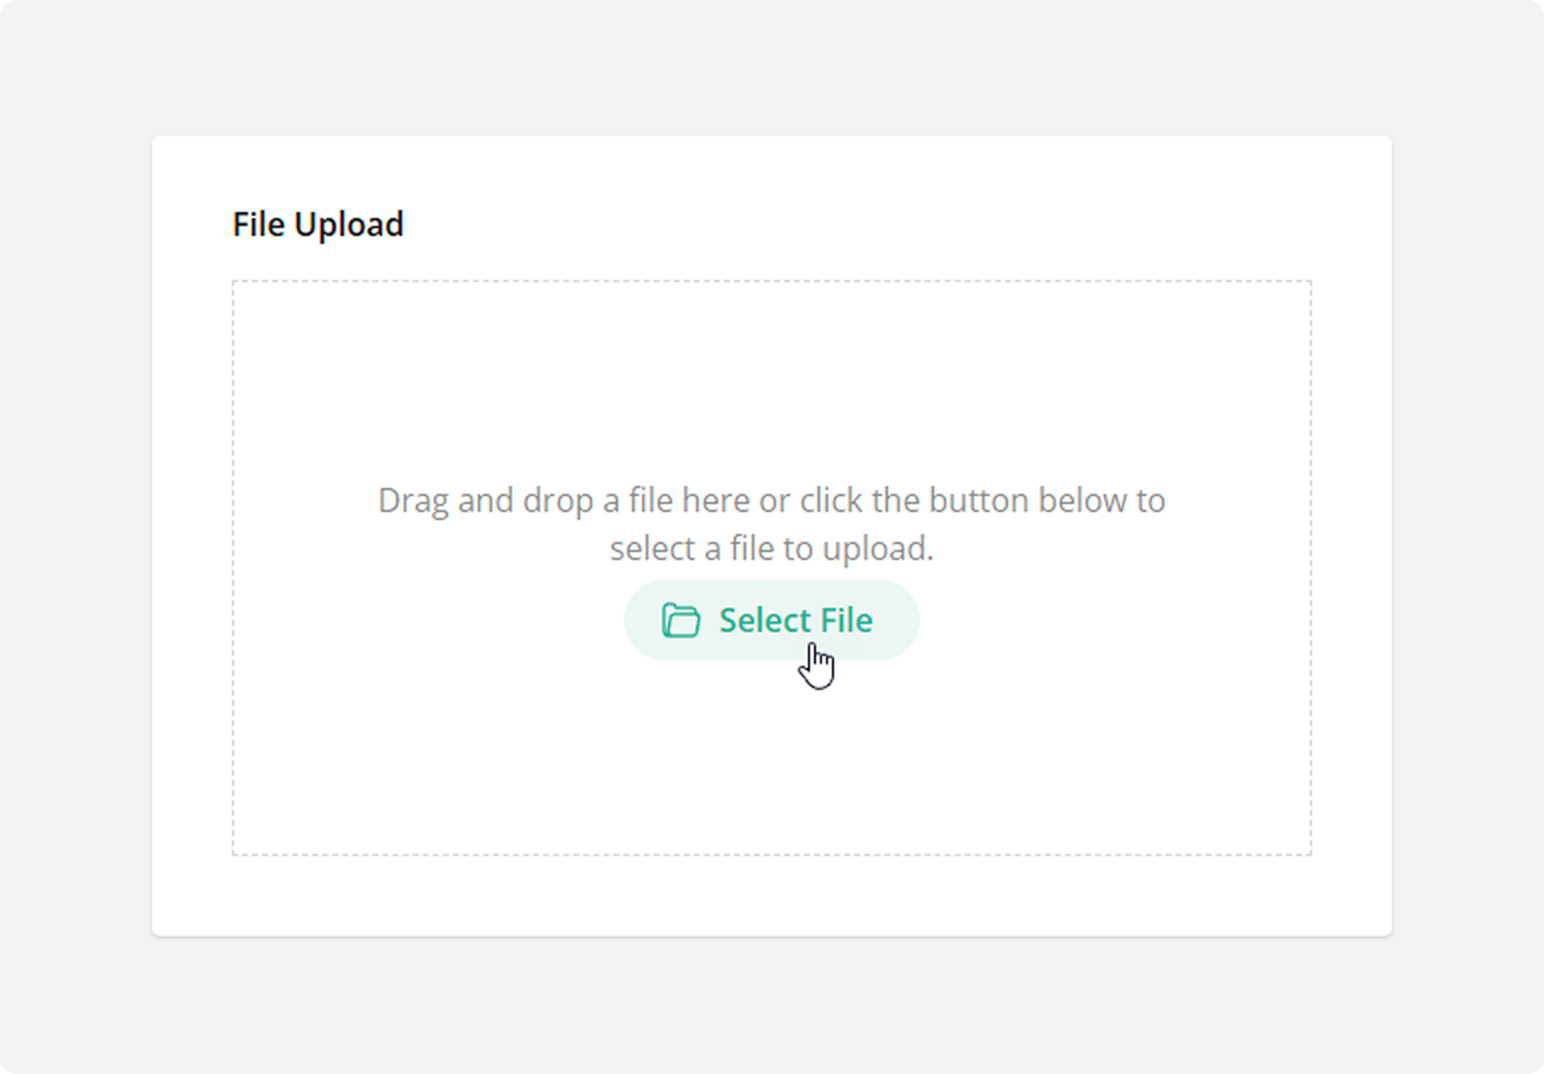 File Upload
Drag and drop a file here or click the button below to
select a file to upload.
Select File